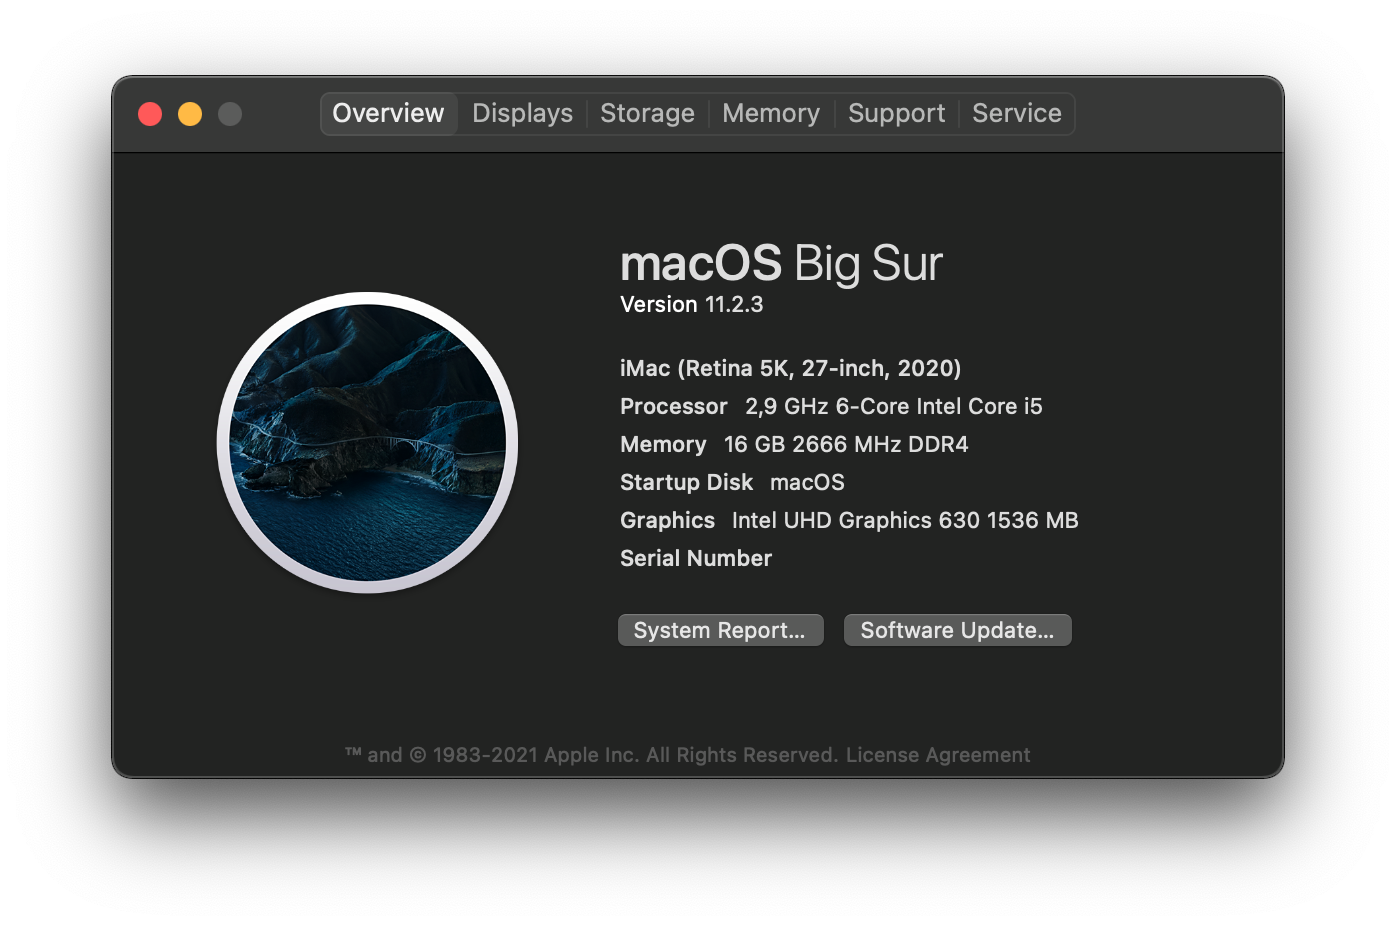 Overview Displays Storage Memory Support Service
macOS Big Sur
Version 11.2.3
iMac (Retina 5K, 27-inch, 2020)
Processor 2,9 GHz 6-Core Intel Core i5
Memory 16 GB 2666 MHz DDR4
Startup Disk macOS
Graphics Intel UHD Graphics 630 1536 MB
Serial Number
System Report... Software Update...
™ and © 1983-2021 Apple Inc. All Rights Reserved. License Agreement